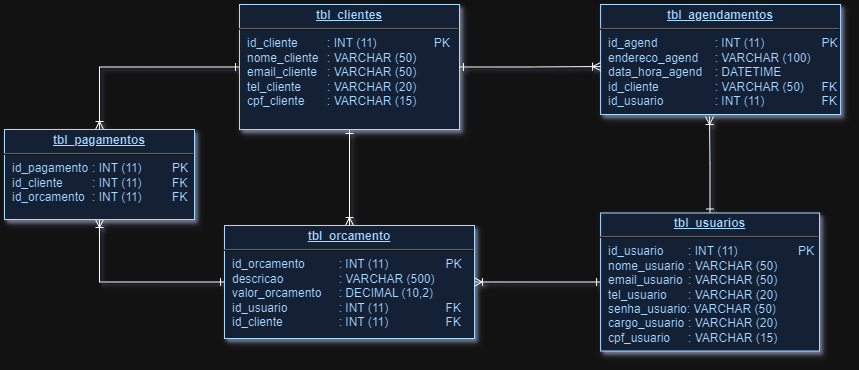 tbl_clientes
id_cliente : INT (11) PK
nome_cliente : VARCHAR (50)
email_cliente : VARCHAR (50)
tel_cliente : VARCHAR (20)
cpf_cliente : VARCHAR (15)
tbl_agendamentos
id_agend : INT (11) PK
endereco_agend : VARCHAR (100)
data_hora_agend : DATETIME
id_cliente : VARCHAR (50) FK
id_usuario : INT (11) FK
tbl_pagamentos
id_pagamento : INT (11) PK
id_cliente : INT (11) FK
id_orcamento : INT (11) FK
tbl_orcamento
id_orcamento : INT (11) PK
descricao : VARCHAR (500)
valor_orcamento : DECIMAL (10,2)
id_usuario : INT (11) FK
id_cliente : INT (11) FK
tbl_usuarios
id_usuario : INT (11) PK
nome_usuario : VARCHAR (50)
email_usuario : VARCHAR (50)
tel_usuario : VARCHAR (20)
senha_usuario: VARCHAR (50)
cargo_usuario : VARCHAR (20)
cpf_usuario : VARCHAR (15)